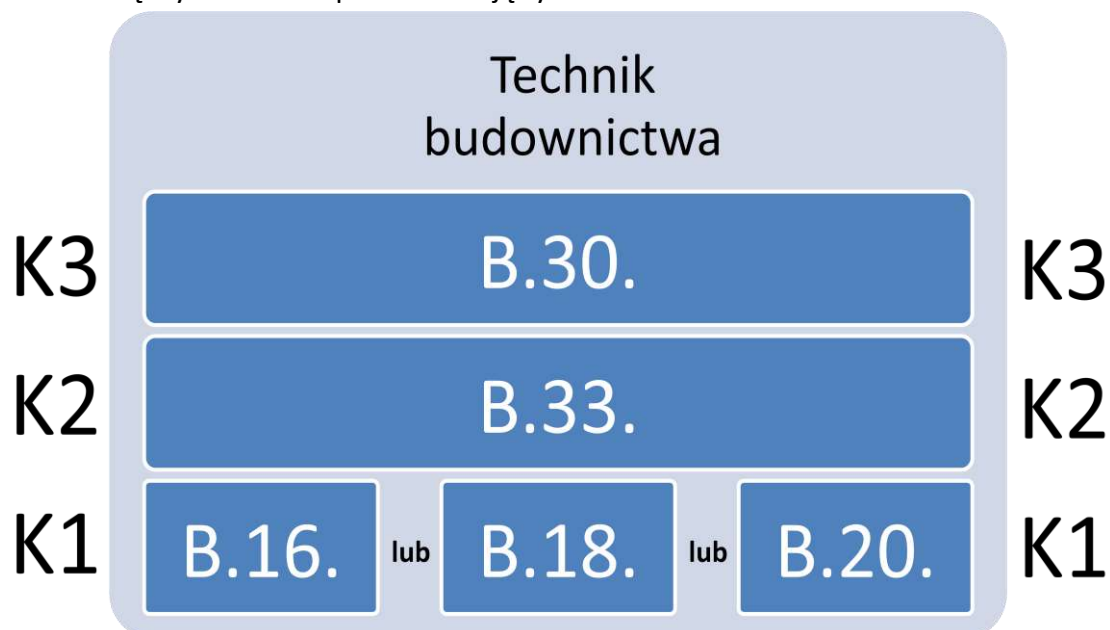 Technik
budownictwa
K3 B.30. K3
K2 B.33. K2
K1 B.16. lub B.18. lub B.20. K1